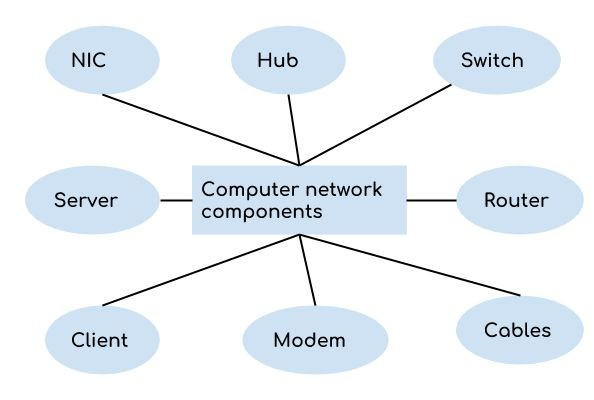 NIC
Hub
Switch
Server
Computer network
components
Router
Client
Modem
Cables